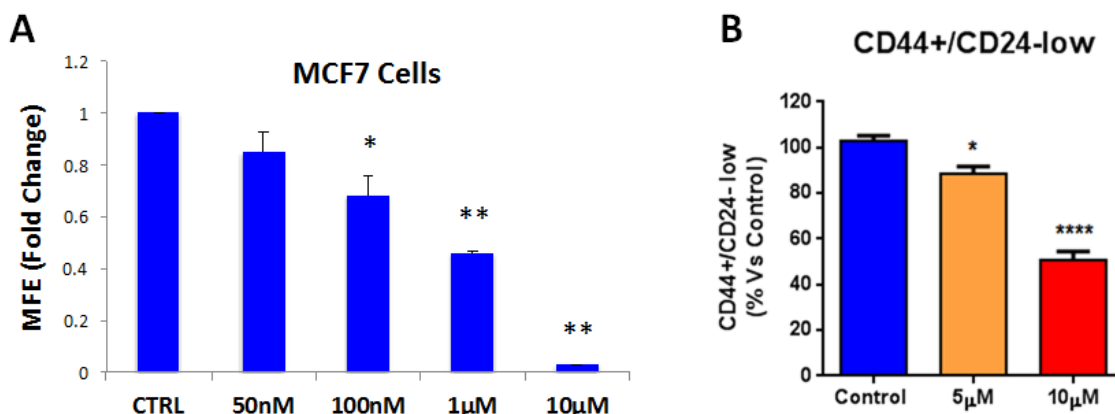 A
MCF7 Cells
MFE (Fold Change)
1.2
1
0.8
0.6
0.4
0.2
0
*
**
**
CTRL 50nM 100nM 1µM 10µM
B
CD44+/CD24-low
CD44+/CD24- low
(% Vs Control)
120
100
80
60
40
20
0
*
****
Control 5µM 10µM